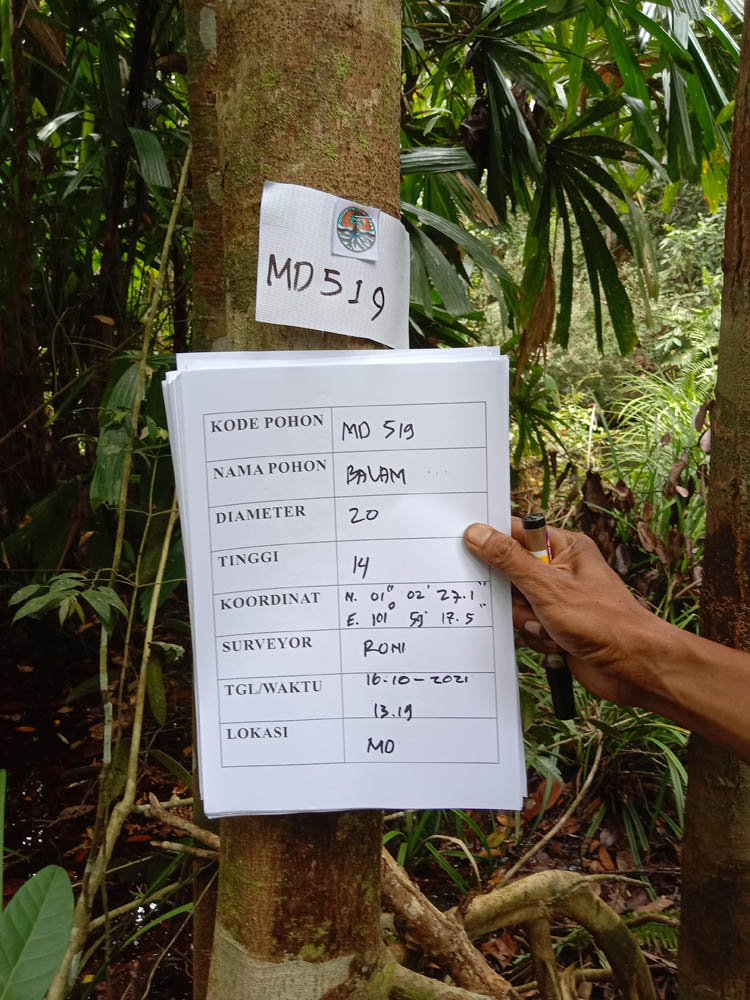 MD 519
KODE POHON MD 519
NAMA POHON BALAM
DIAMETER 20
TINGGI 14
KOORDINAT N. 01" 02' 27.1"
E. 101° 59' 17.5"
SURVEYOR RONI
TGL/WAKTU 16-10-2021
13.19
LOKASI MD